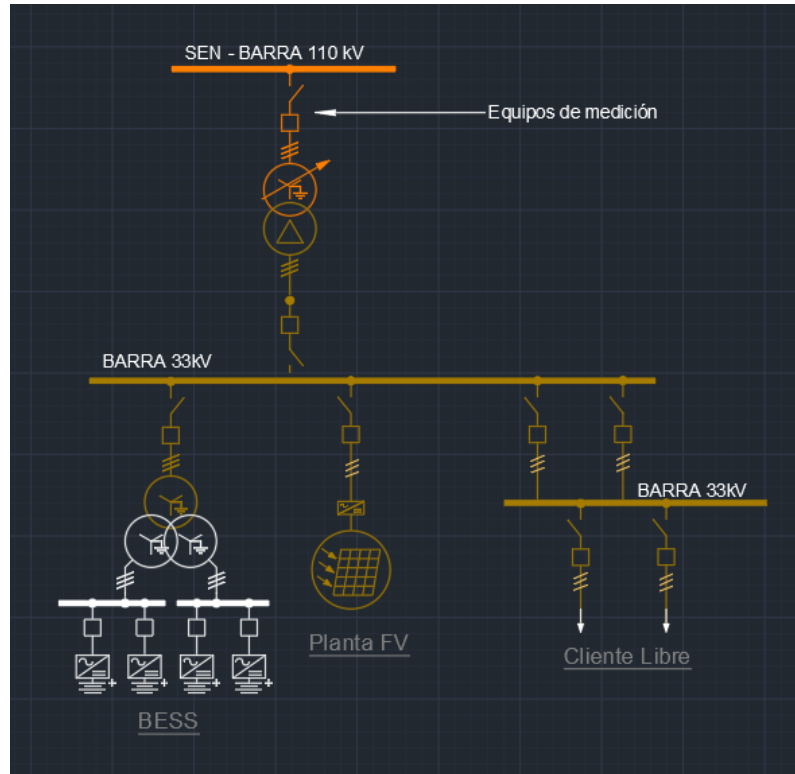 SEN - BARRA 110 kV
Equipos de medición
BARRA 33kV
BARRA 33kV
Planta FV
Cliente Libre
BESS